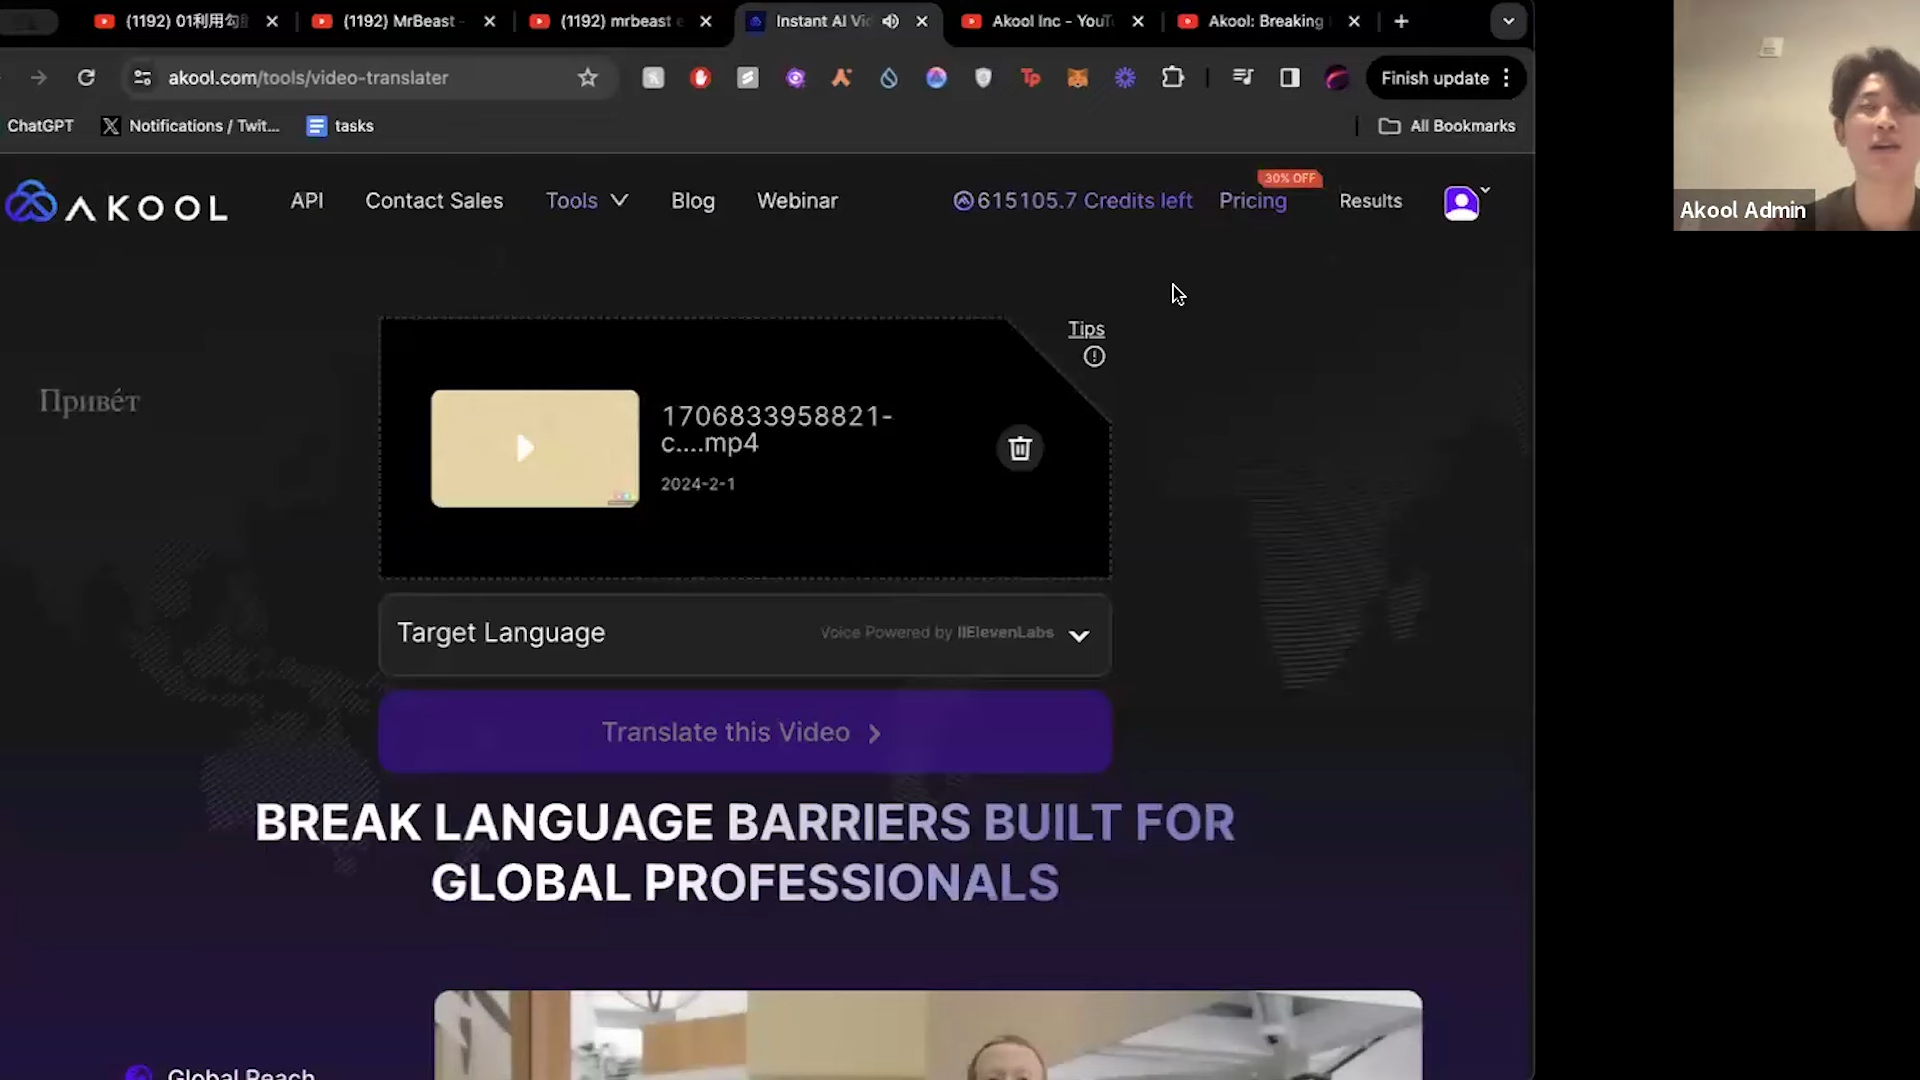 (1192) 01利用勾
(1192) MrBeast -
(1192) mrbeast e
Instant AI Vi
Akool Inc - YouT
Akool: Breaking
akool.com/tools/video-translater
Tp
Finish update
ChatGPT
Notifications / Twit...
tasks
All Bookmarks
AKOOL
API
Contact Sales
Tools
Blog
Webinar
615105.7 Credits left
30% OFF
Pricing
Results
Akool Admin
Tips
Привéт
1706833958821-
c....mp4
2024-2-1
Target Language
Voice Powered by IIElevenLabs
Translate this Video
BREAK LANGUAGE BARRIERS BUILT FOR
GLOBAL PROFESSIONALS
Global Reach